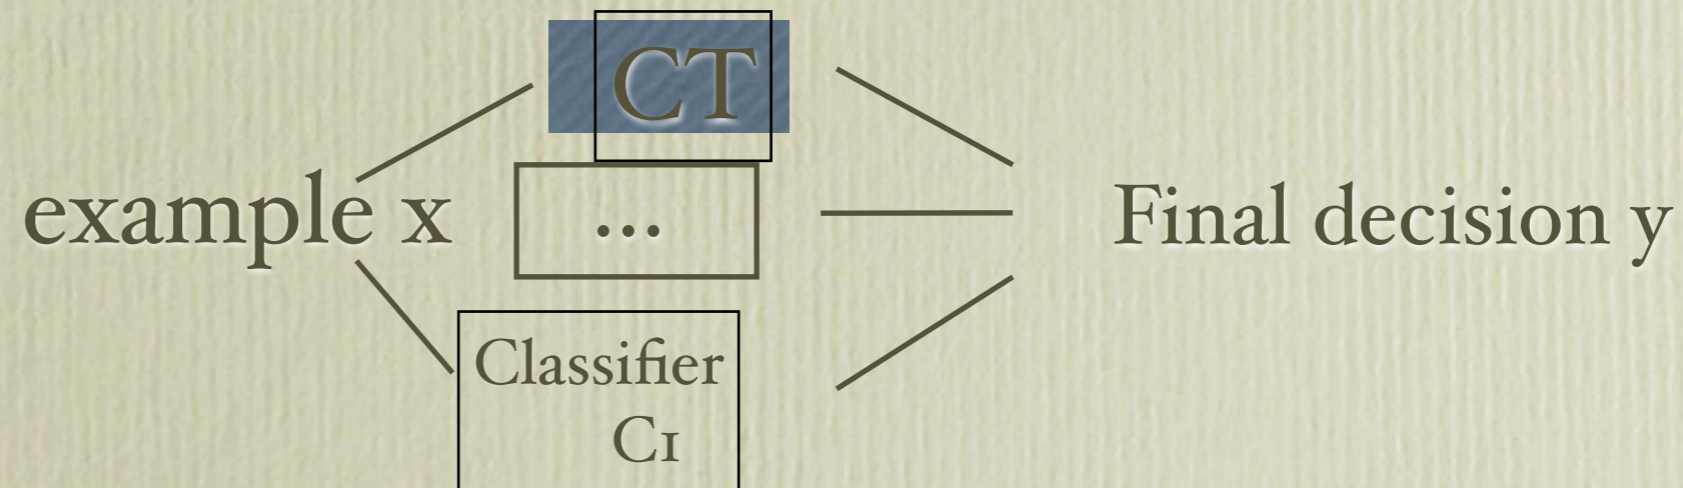 CT
example x
...
Final decision y
Classifier
C1